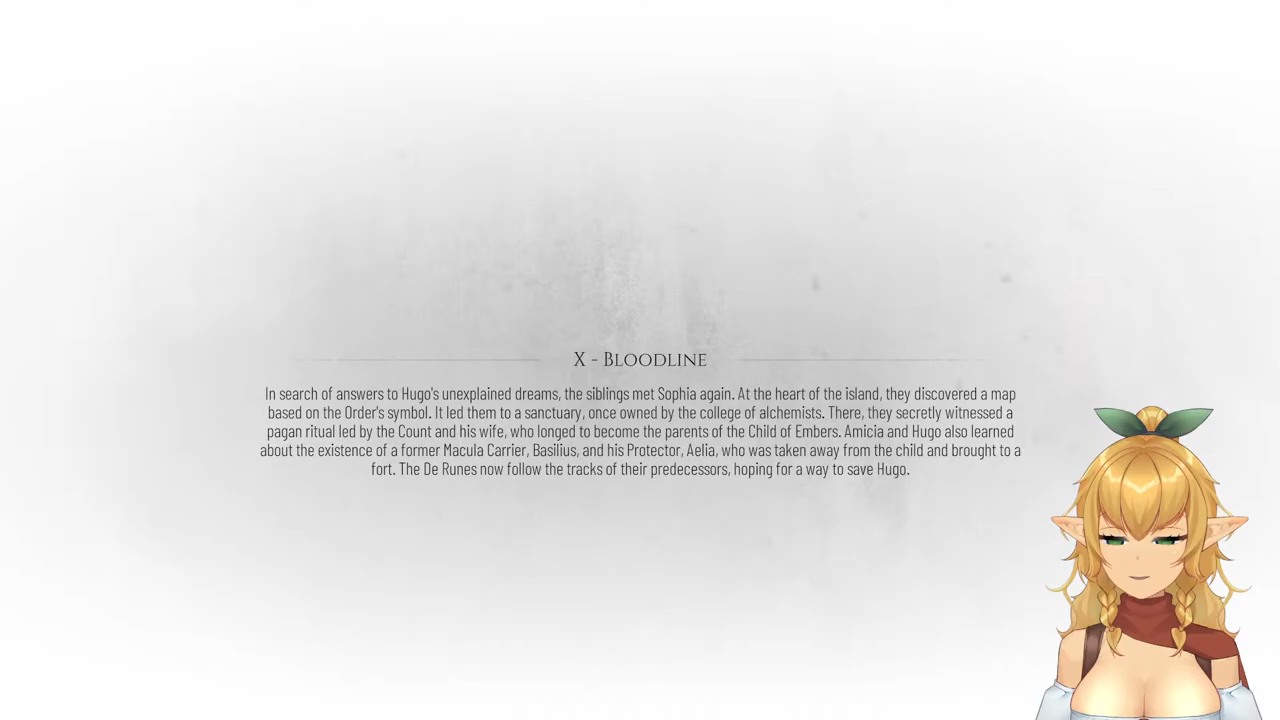 X - Bloodline
In search of answers to Hugo's unexplained dreams, the siblings met Sophia again. At the heart of the island, they discovered a map
based on the Order's symbol. It led them to a sanctuary, once owned by the college of alchemists. There, they secretly witnessed a
pagan ritual led by the Count and his wife, who longed to become the parents of the Child of Embers. Amicia and Hugo also learned
about the existence of a former Macula Carrier, Basilius, and his Protector, Aelia, who was taken away from the child and brought to a
fort. The De Runes now follow the tracks of their predecessors, hoping for a way to save Hugo.